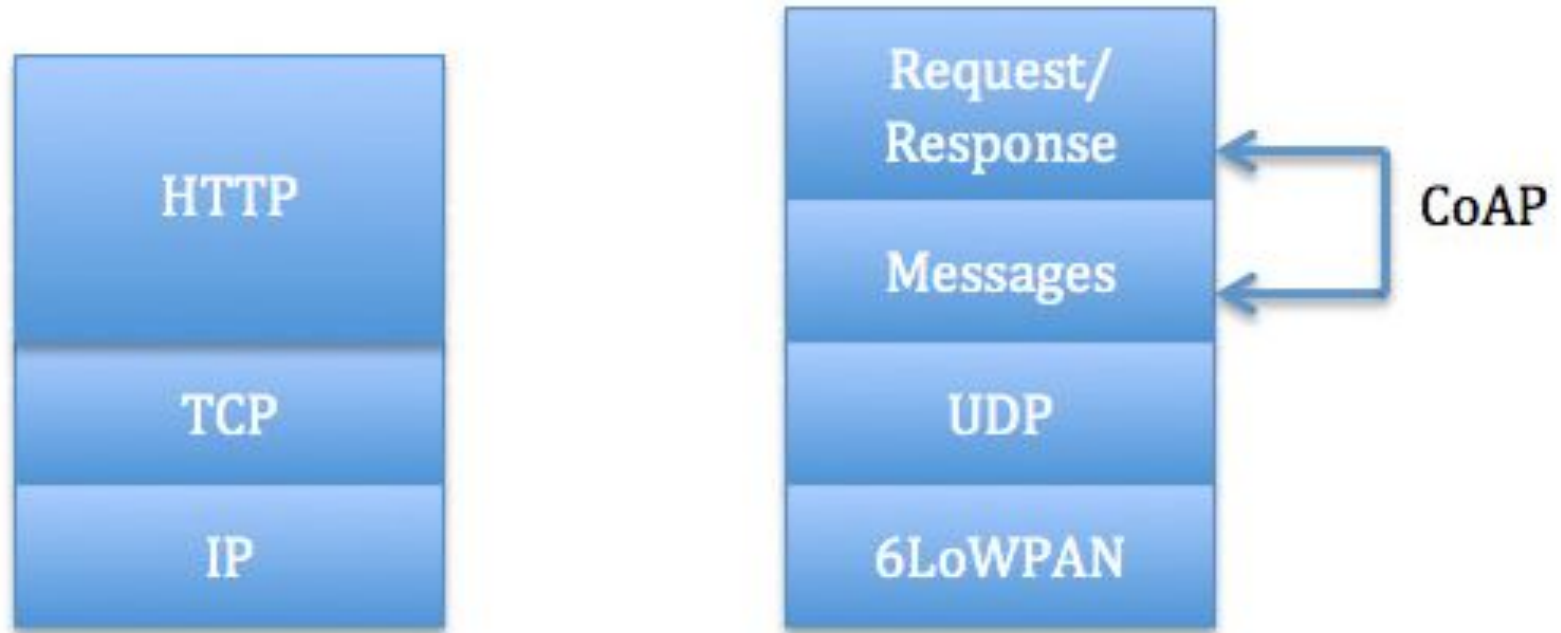 HTTP
TCP
IP
Request/
Response
Messages
UDP
6LoWPAN
CoAP